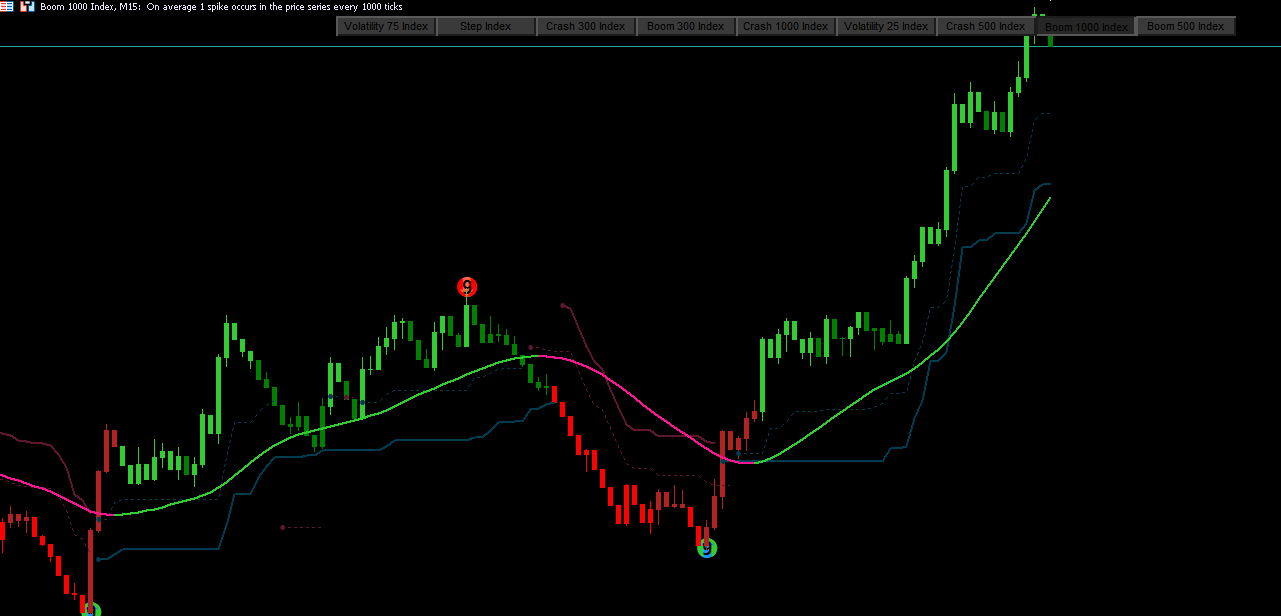 Boom 1000 Index, M15:  On average 1 spike occurs in the price series every 1000 ticks
Volatility 75 Index Step Index Crash 300 Index Boom 300 Index Crash 1000 Index Volatility 25 Index Crash 500 Index Boom 1000 Index Boom 500 Index
9
9
9